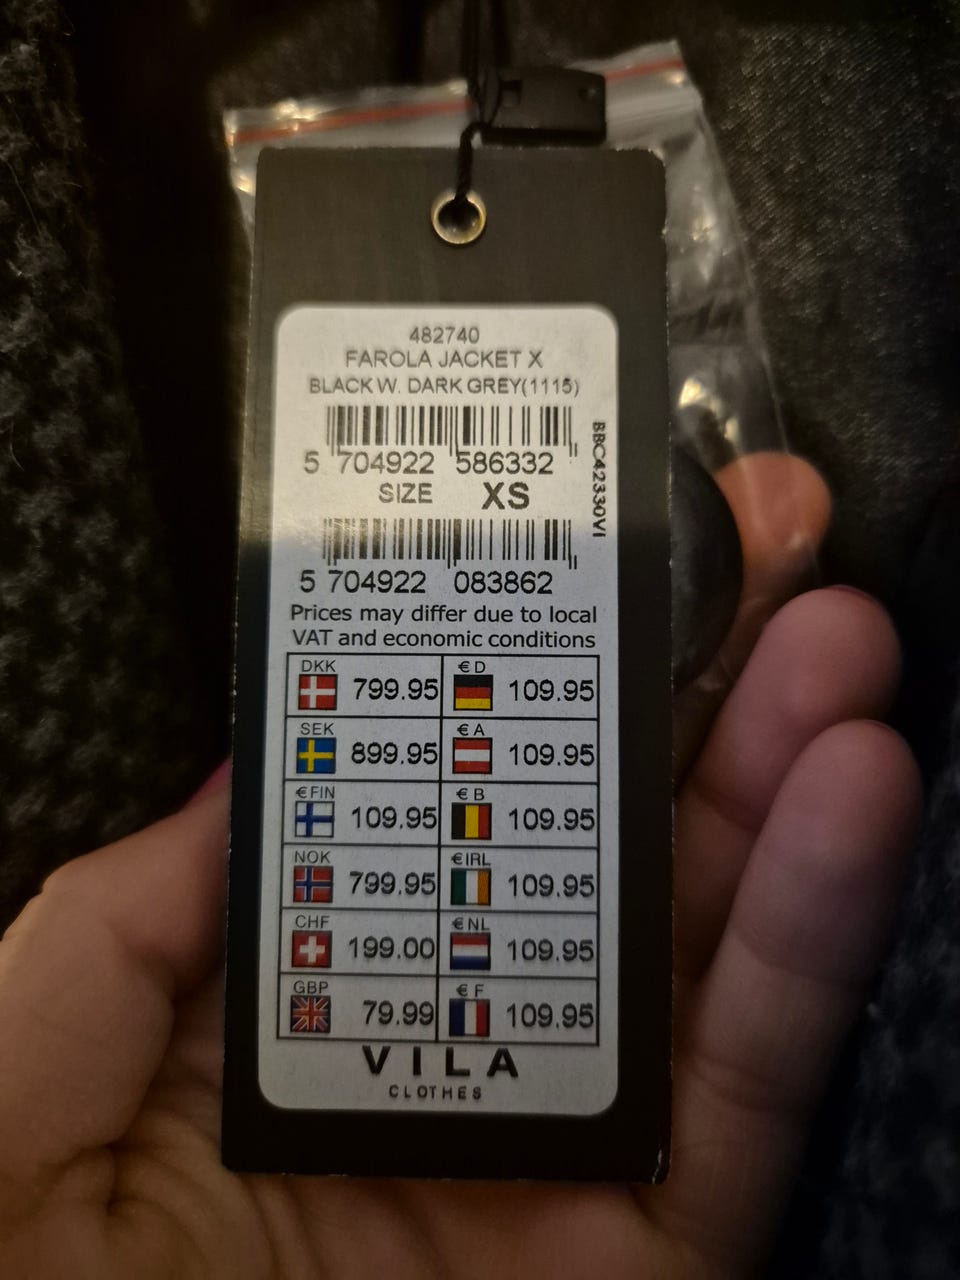 482740
FAROLA JACKET X
BLACK W. DARK GREY(1115)
5 704922 586332
BBC42330VI
SIZE XS
5 704922 083862
Prices may differ due to local
VAT and economic conditions
DKK 799.95
€ D 109.95
SEK 899.95
€ A 109.95
€ FIN 109.95
€ B 109.95
NOK 799.95
€ IRL 109.95
CHF 199.00
€ NL 109.95
GBP 79.99
€ F 109.95
VILA
CLOTHES